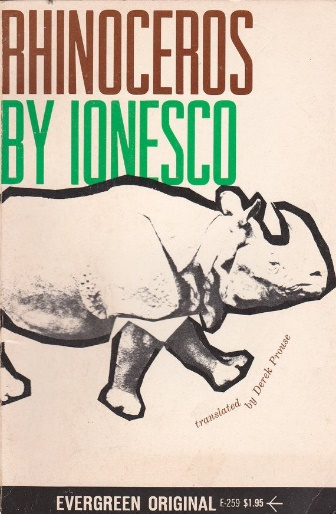 RHINOCEROS
BY IONESCO
translated by Derek Prouse
EVERGREEN ORIGINAL E-259 $1.95